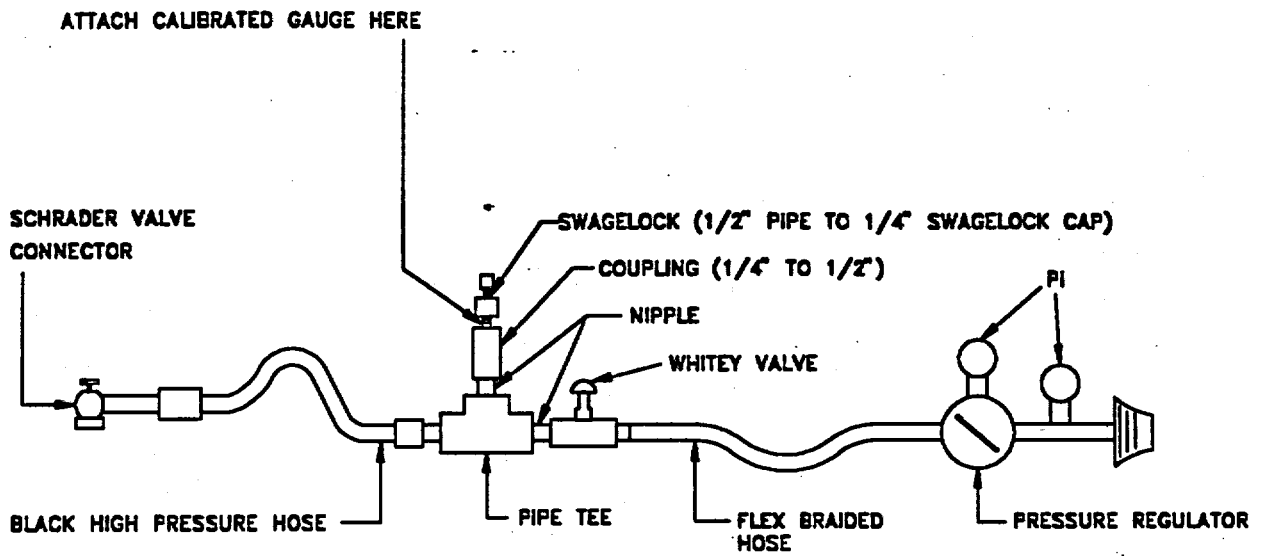 ATTACH CALIBRATED GAUGE HERE
SCHRADER VALVE
CONNECTOR
SWAGELOCK (1/2" PIPE TO 1/4" SWAGELOCK CAP)
COUPLING (1/4" TO 1/2")
PI
NIPPLE
WHITEY VALVE
BLACK HIGH PRESSURE HOSE
PIPE TEE
FLEX BRAIDED
HOSE
PRESSURE REGULATOR